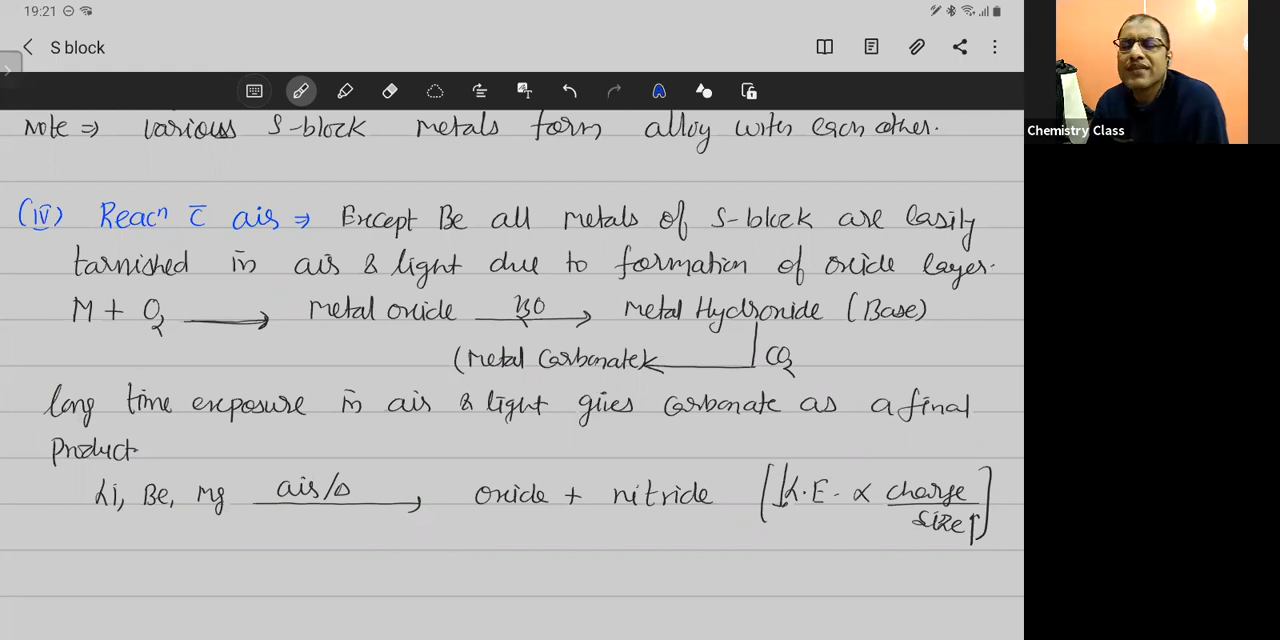 19:21
S block
Note ⇒ various S-block metals form alloy with each other.
(IV) Reacn c̄ air ⇒ Except Be all metals of S-block are easily
tarnished in air & light due to formation of oxide layer.
M + O2 ⟶ Metal oxide —H2O→ Metal Hydroxide (Base)
(Metal Carbonate) ← CO2
long time exposure in air & light gives carbonate as a final
Product
Li, Be, Mg —air/Δ→ oxide + nitride [L.E. ∝ charge/size↑]
Chemistry Class